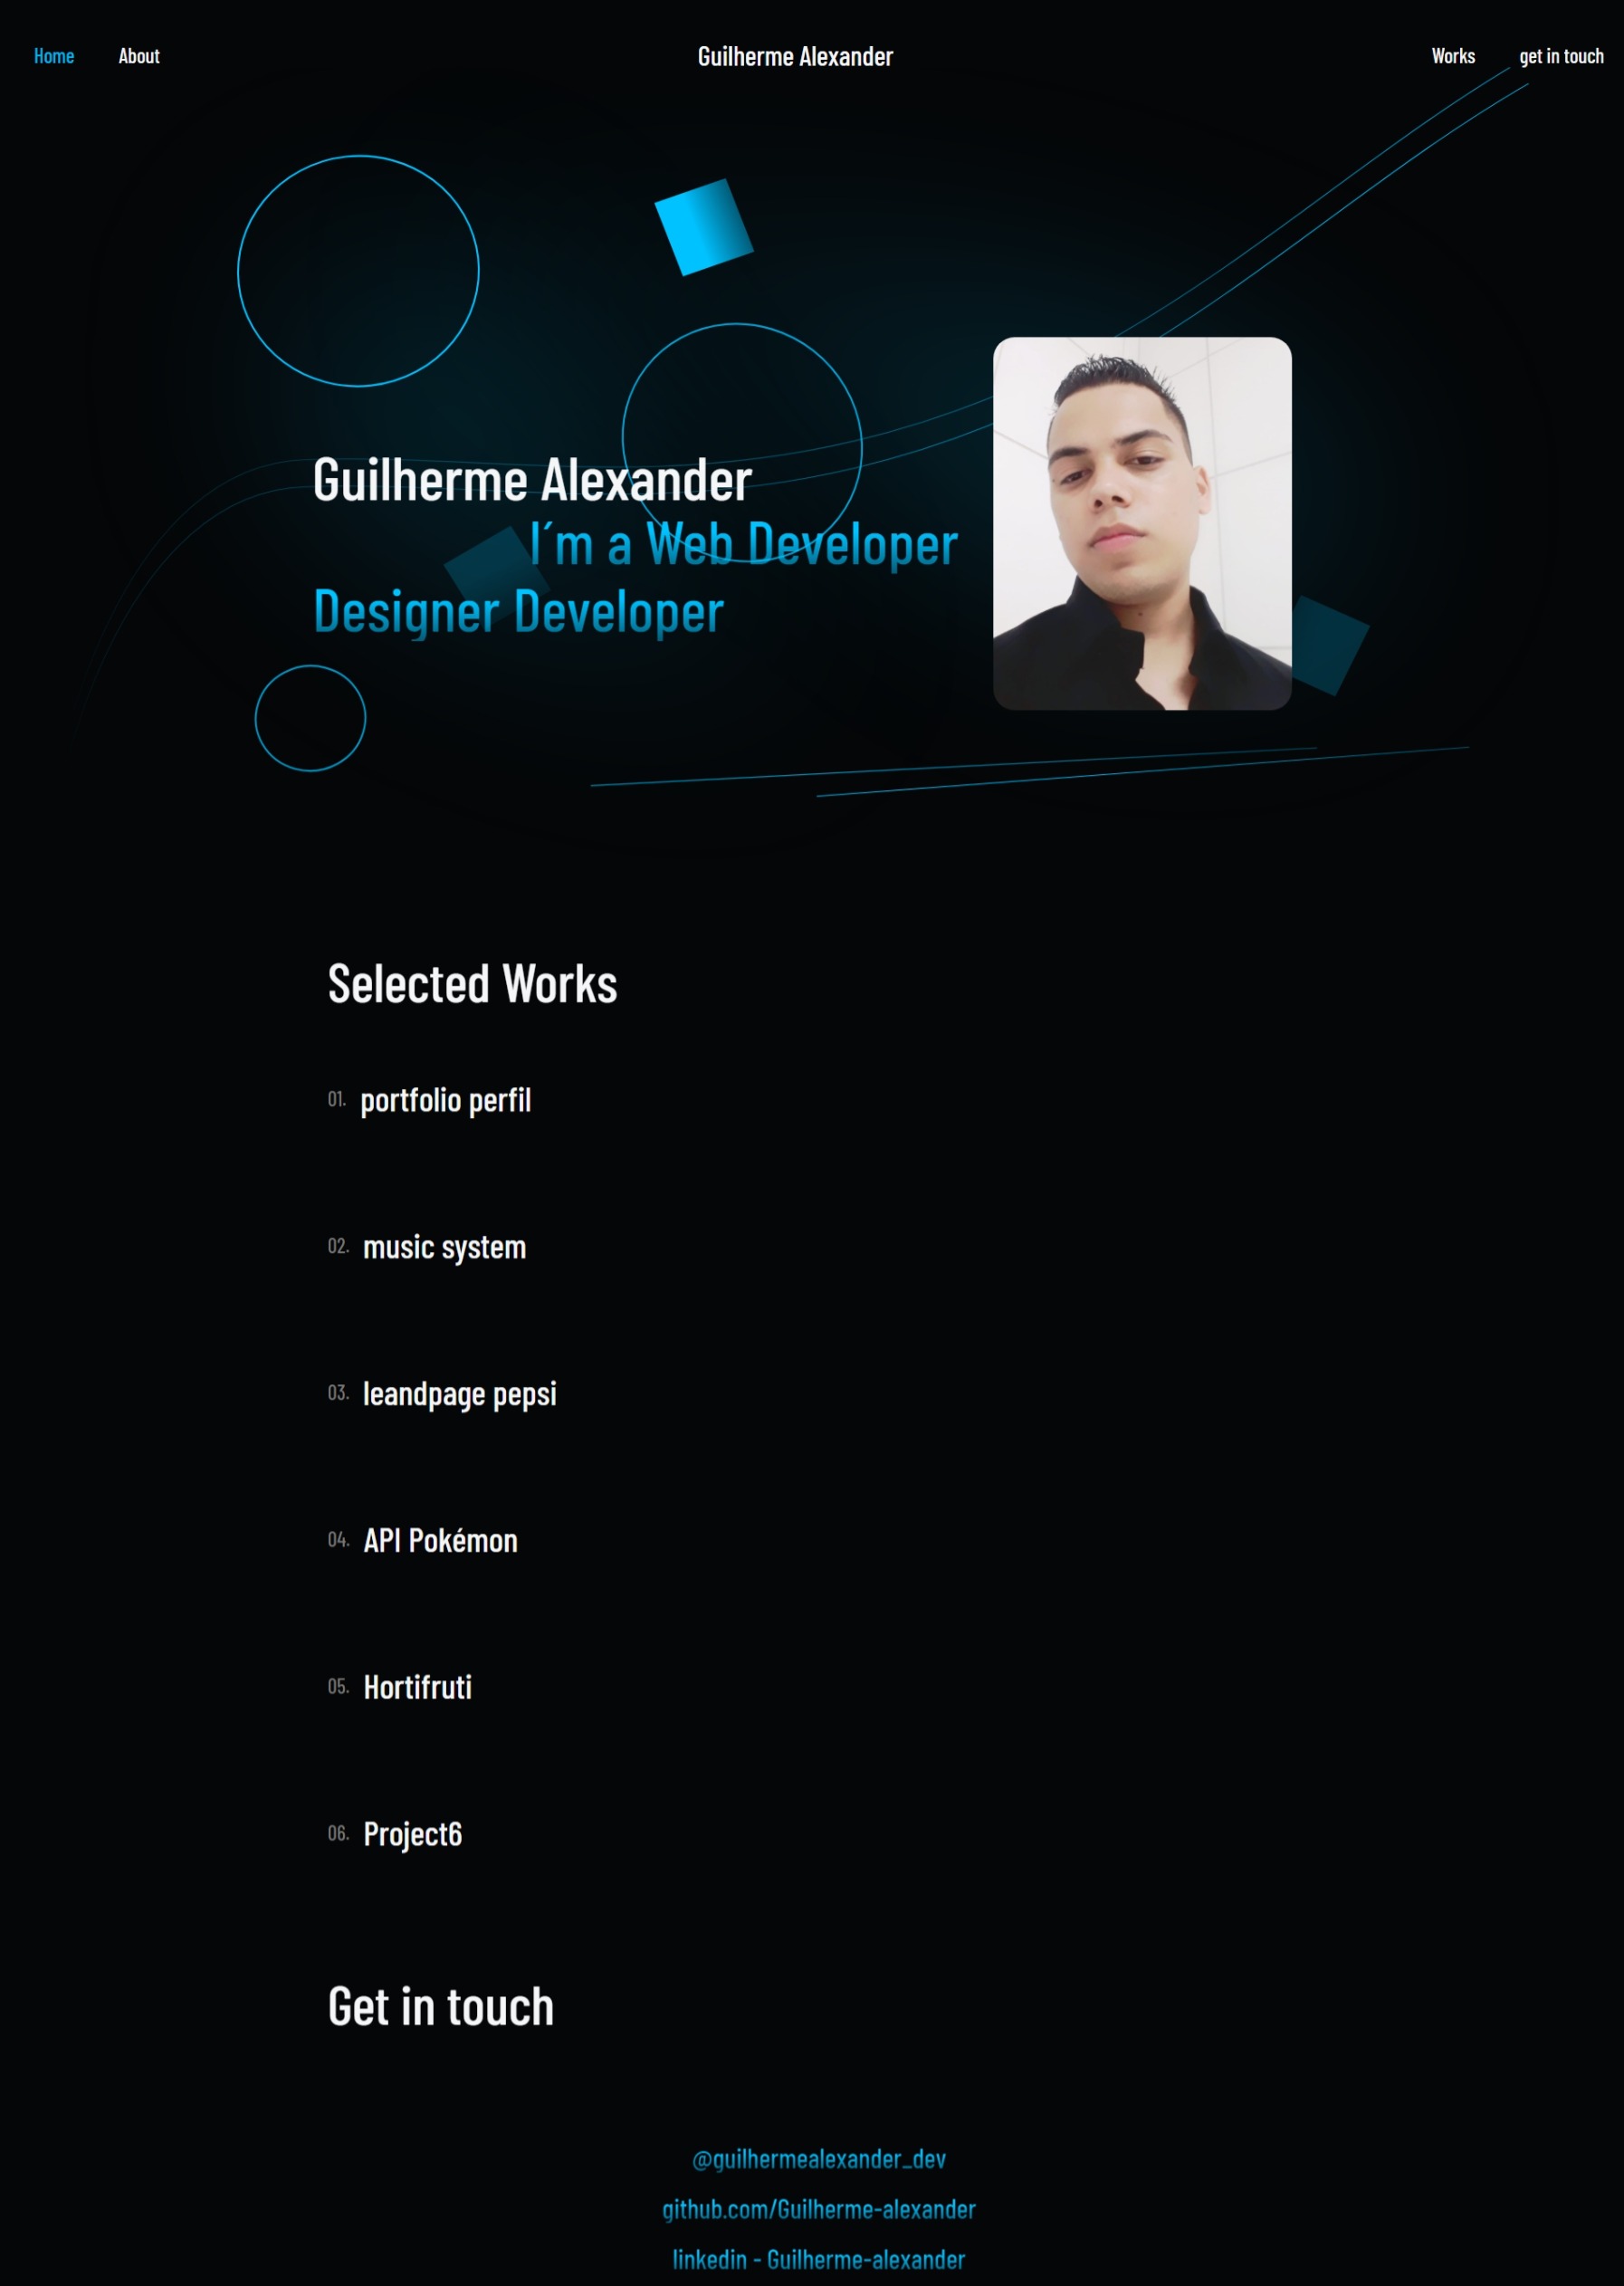 Home About Guilherme Alexander Works get in touch
Guilherme Alexander
I´m a Web Developer
Designer Developer
Selected Works
01. portfolio perfil
02. music system
03. leandpage pepsi
04. API Pokémon
05. Hortifruti
06. Project6
Get in touch
@guilhermealexander_dev
github.com/Guilherme-alexander
linkedin - Guilherme-alexander